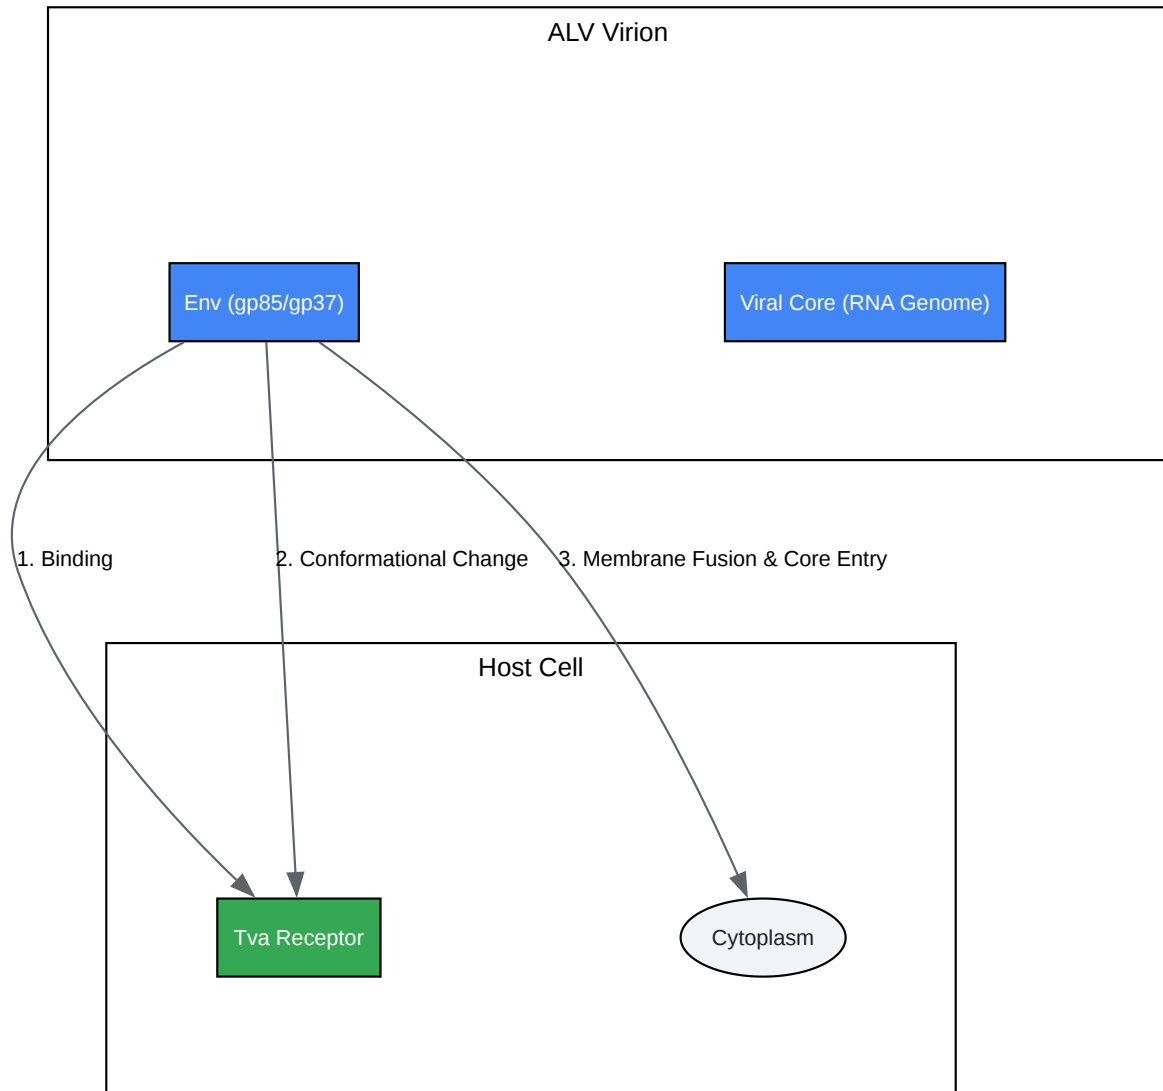 ALV Virion
Env (gp85/gp37)
Viral Core (RNA Genome)
1. Binding
2. Conformational Change
3. Membrane Fusion & Core Entry
Host Cell
Tva Receptor
Cytoplasm